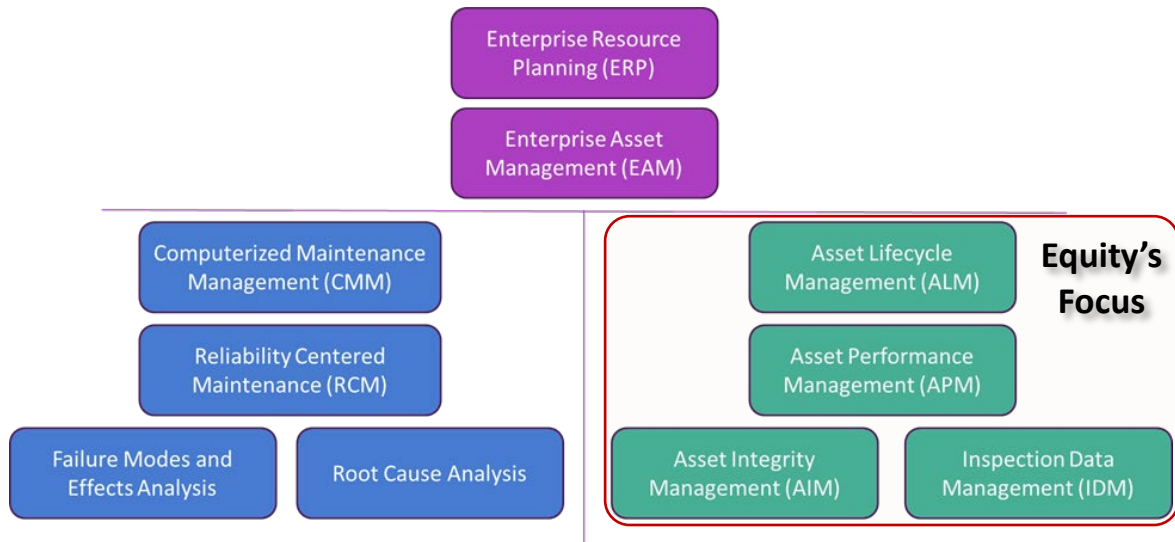 Enterprise Resource
Planning (ERP)
Enterprise Asset
Management (EAM)
Computerized Maintenance
Management (CMM)
Reliability Centered
Maintenance (RCM)
Failure Modes and
Effects Analysis
Root Cause Analysis
Asset Lifecycle
Management (ALM)
Equity's
Focus
Asset Performance
Management (APM)
Asset Integrity
Management (AIM)
Inspection Data
Management (IDM)